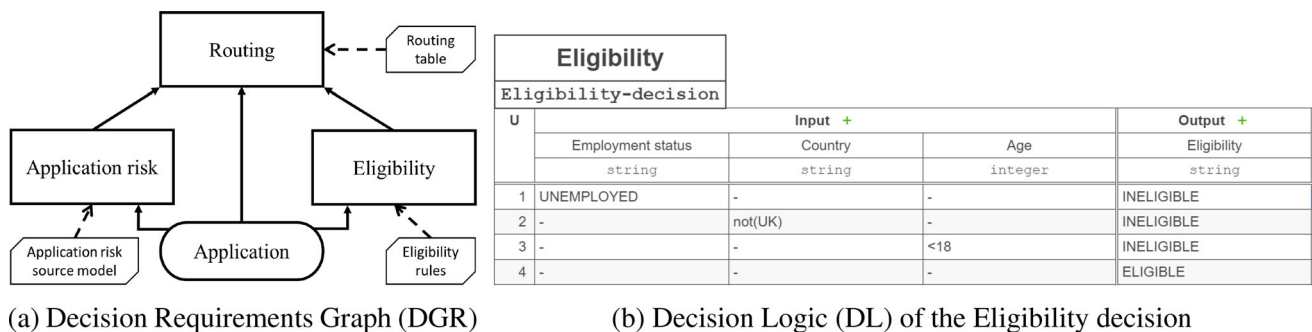 Routing
Routing
table
Application risk
Eligibility
Application risk
source model
Application
Eligibility
rules
(a) Decision Requirements Graph (DGR)
Eligibility
Eligibility-decision
U Input + Output +
Employment status Country Age Eligibility
string string integer string
1 UNEMPLOYED - - INELIGIBLE
2 - not(UK) - INELIGIBLE
3 - - <18 INELIGIBLE
4 - - - ELIGIBLE
(b) Decision Logic (DL) of the Eligibility decision